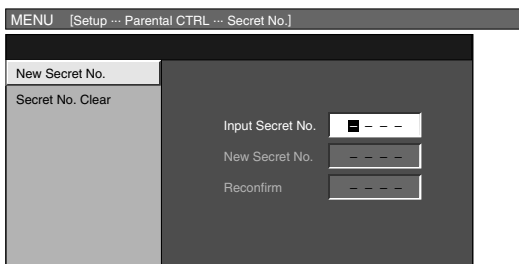 MENU [Setup ··· Parental CTRL ··· Secret No.]
New Secret No.
Secret No. Clear
Input Secret No. – – – –
New Secret No. – – – –
Reconfirm – – – –